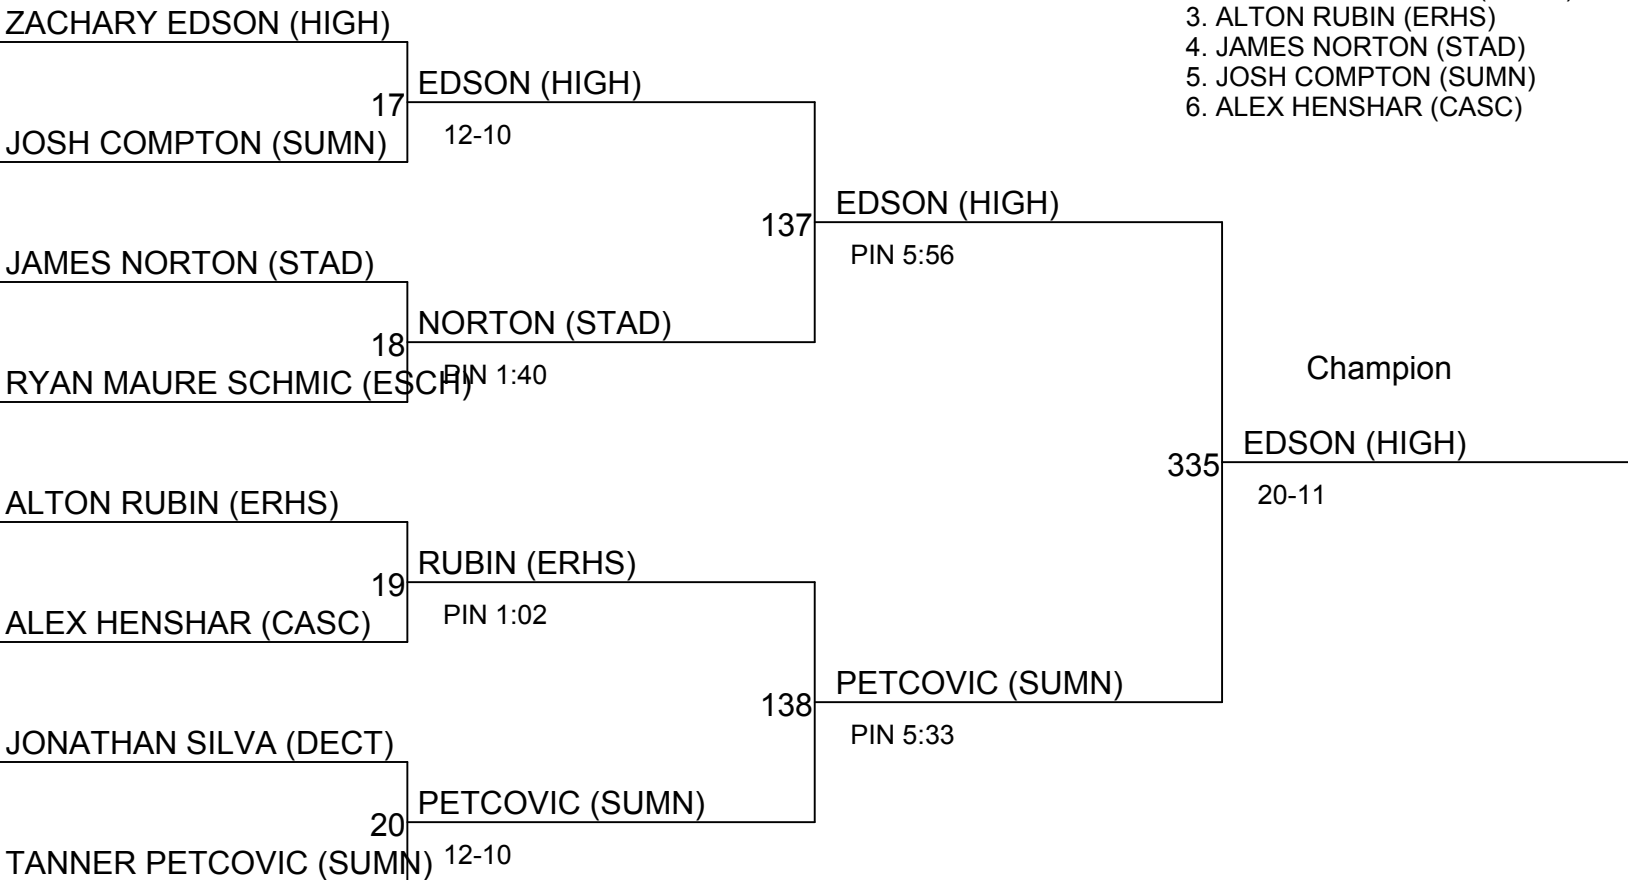 ZACHARY EDSON (HIGH)
3. ALTON RUBIN (ERHS)
4. JAMES NORTON (STAD)
5. JOSH COMPTON (SUMN)
6. ALEX HENSHAR (CASC)
EDSON (HIGH)
17
12-10
JOSH COMPTON (SUMN)
EDSON (HIGH)
137
PIN 5:56
JAMES NORTON (STAD)
NORTON (STAD)
18
PIN 1:40
RYAN MAURE SCHMIC (ESCH)
Champion
EDSON (HIGH)
335
20-11
ALTON RUBIN (ERHS)
RUBIN (ERHS)
19
PIN 1:02
ALEX HENSHAR (CASC)
PETCOVIC (SUMN)
138
PIN 5:33
JONATHAN SILVA (DECT)
PETCOVIC (SUMN)
20
12-10
TANNER PETCOVIC (SUMN)